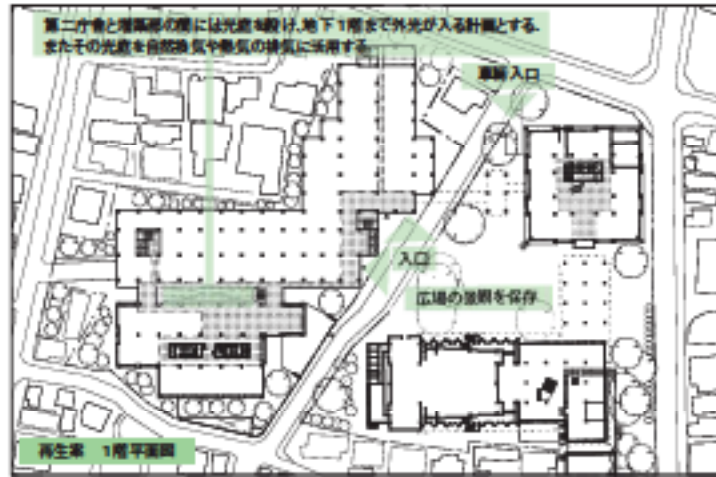 第二庁舎と増築部の間には光庭を設け、地下1階まで外光が入る計画とする。
またその光庭を自然換気や熱気の排気に活用する。
車輛入口
入口
広場の景観を保存
再生案 1階平面図